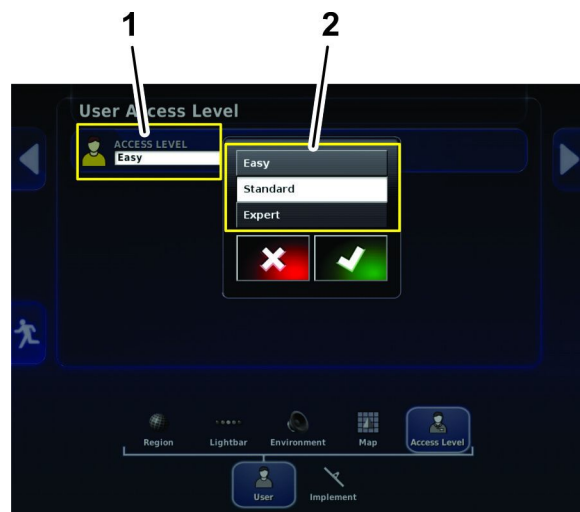 1
2
User Access Level
ACCESS LEVEL
Easy
Easy
Standard
Expert
Region
Lightbar
Environment
Map
Access Level
User
Implement